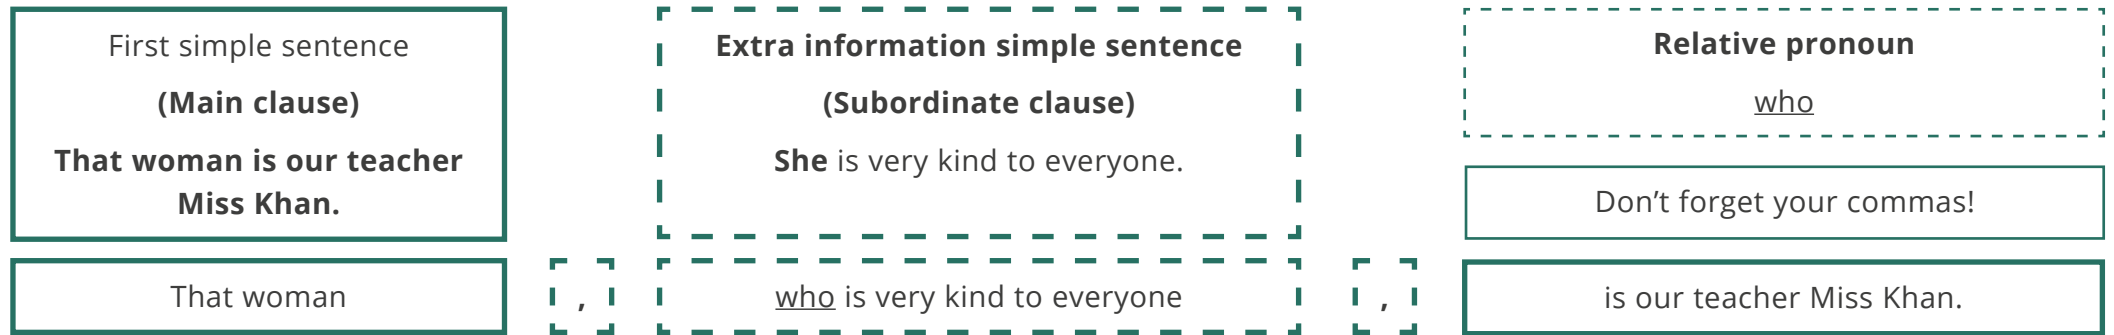 First simple sentence
(Main clause)
That woman is our teacher
Miss Khan.
Extra information simple sentence
(Subordinate clause)
She is very kind to everyone.
Relative pronoun
who
Don’t forget your commas!
That woman
,
who is very kind to everyone
,
is our teacher Miss Khan.